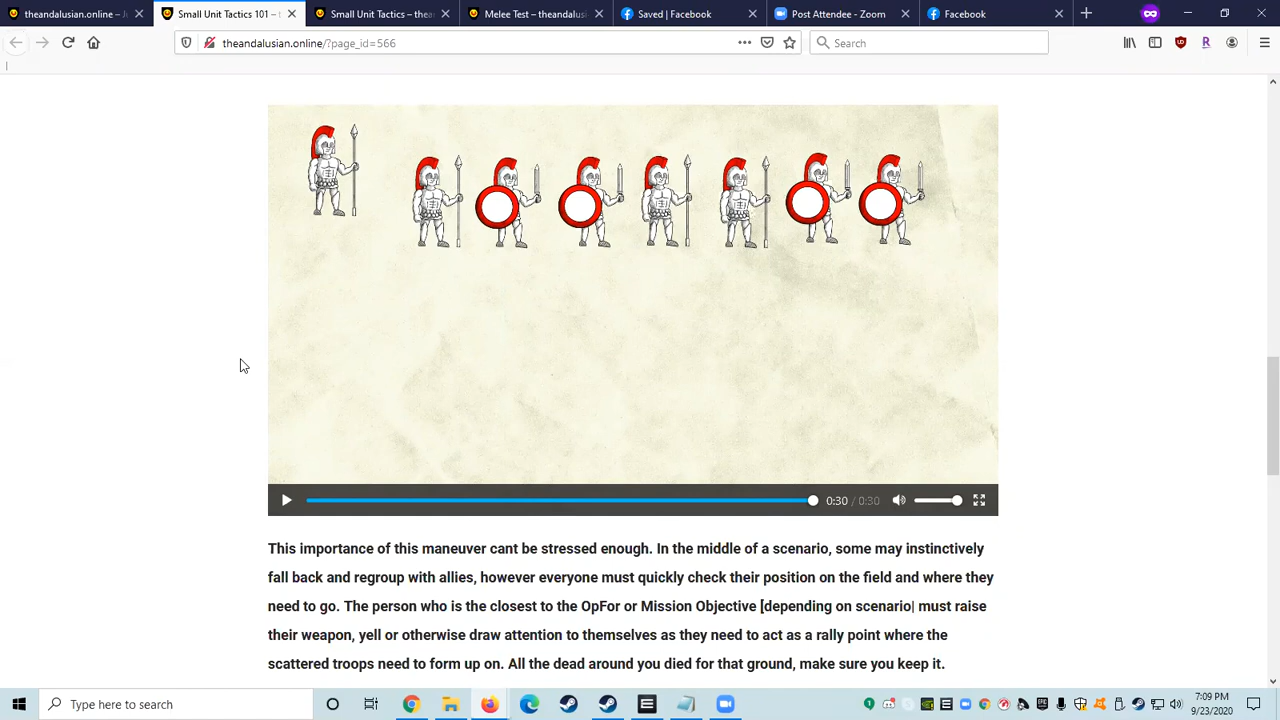 theandalusian.online – Jo
Small Unit Tactics 101 – t
Small Unit Tactics – thea
Melee Test – theandalusi
Saved | Facebook
Post Attendee - Zoom
Facebook
theandalusian.online/?page_id=566
Search
0:30 / 0:30
This importance of this maneuver cant be stressed enough. In the middle of a scenario, some may instinctively
fall back and regroup with allies, however everyone must quickly check their position on the field and where they
need to go. The person who is the closest to the OpFor or Mission Objective [depending on scenario| must raise
their weapon, yell or otherwise draw attention to themselves as they need to act as a rally point where the
scattered troops need to form up on. All the dead around you died for that ground, make sure you keep it.
Type here to search
7:09 PM
9/23/2020